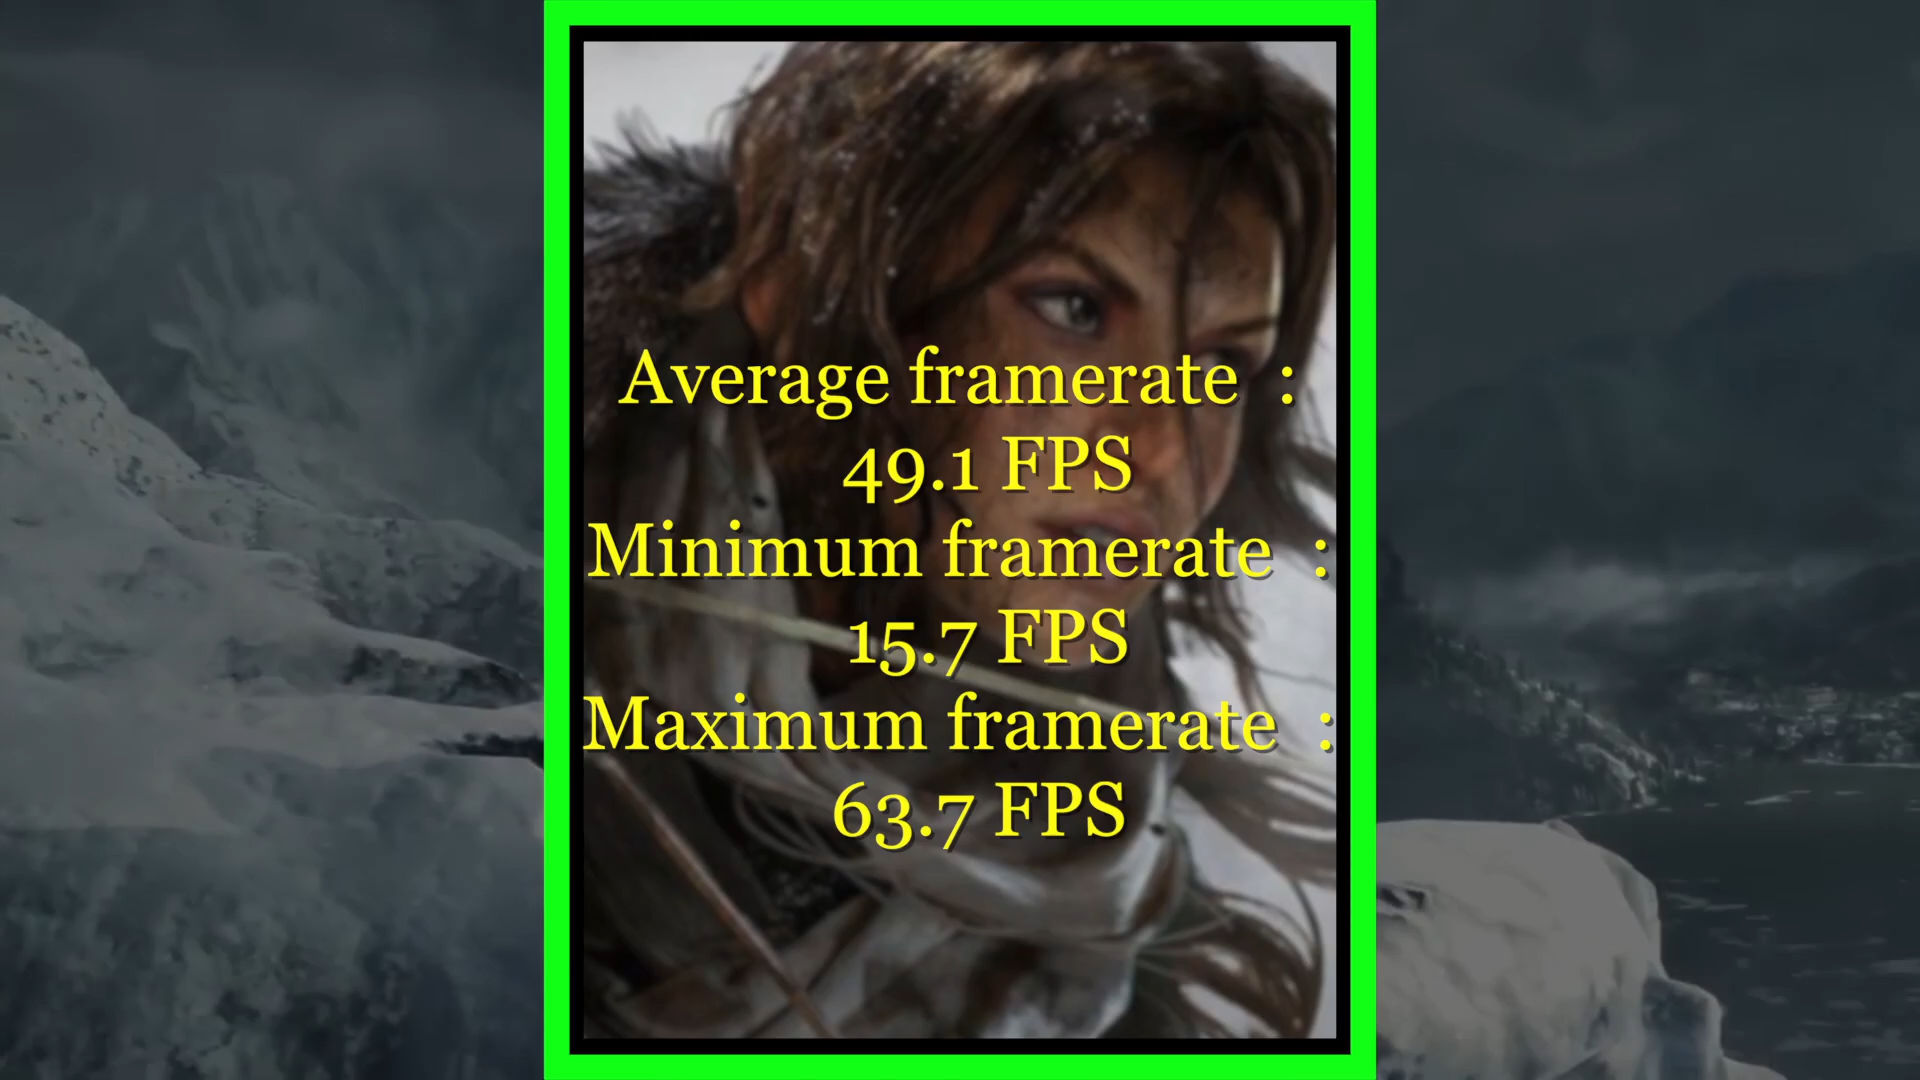 Average framerate :
49.1 FPS
Minimum framerate :
15.7 FPS
Maximum framerate :
63.7 FPS